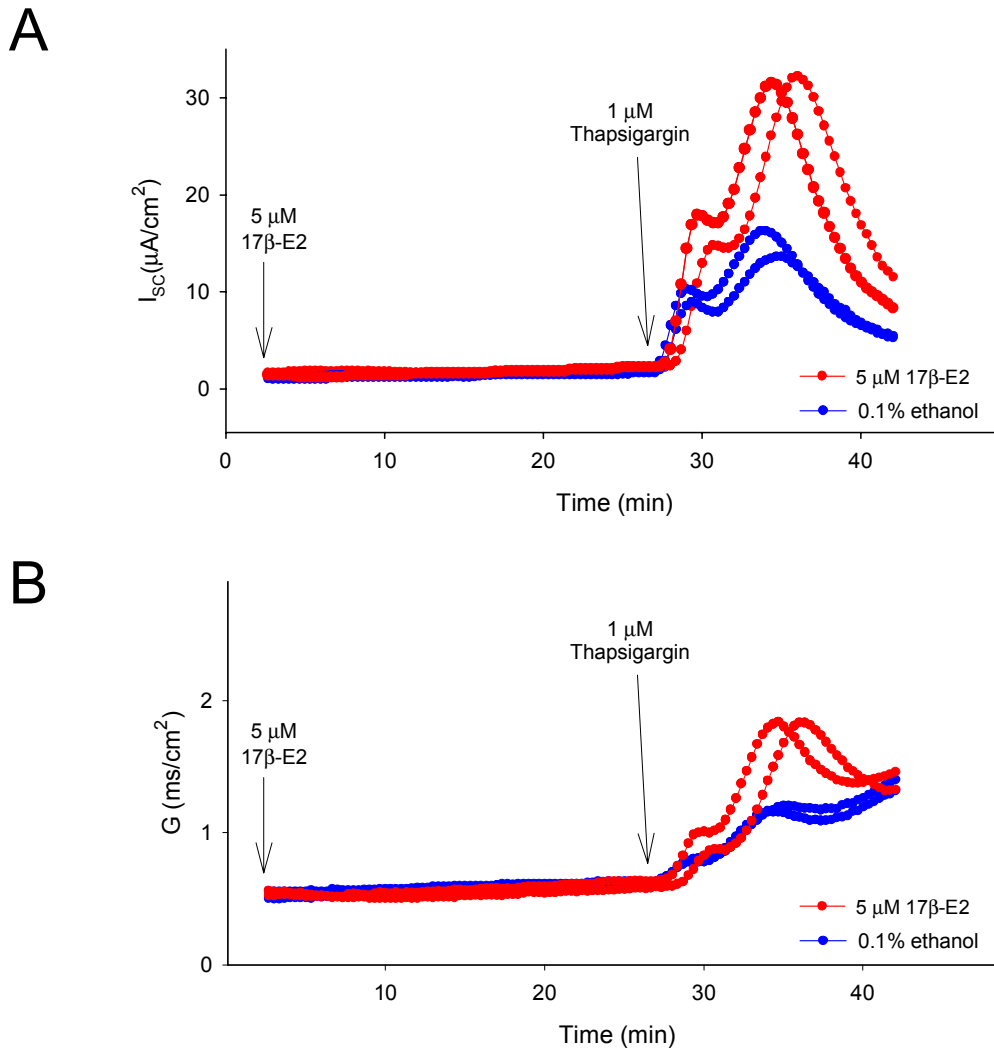 A
30
20
10
0
I_SC(µA/cm²)
5 µM
17β-E2
1 µM
Thapsigargin
5 µM 17β-E2
0.1% ethanol
0 10 20 30 40
Time (min)
B
2
1
0
G (ms/cm²)
5 µM
17β-E2
1 µM
Thapsigargin
5 µM 17β-E2
0.1% ethanol
10 20 30 40
Time (min)